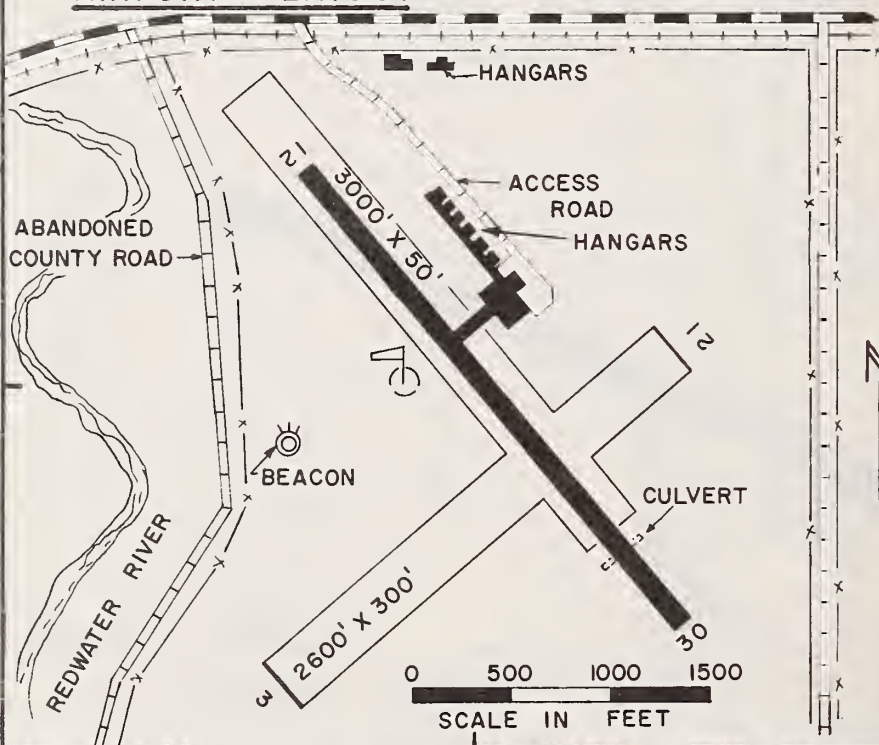 HANGARS
12
3000' X 50'
ACCESS
ROAD
HANGARS
ABANDONED
COUNTY ROAD
21
BEACON
CULVERT
REDWATER RIVER
2600' X 300'
3
30
0 500 1000 1500
SCALE IN FEET